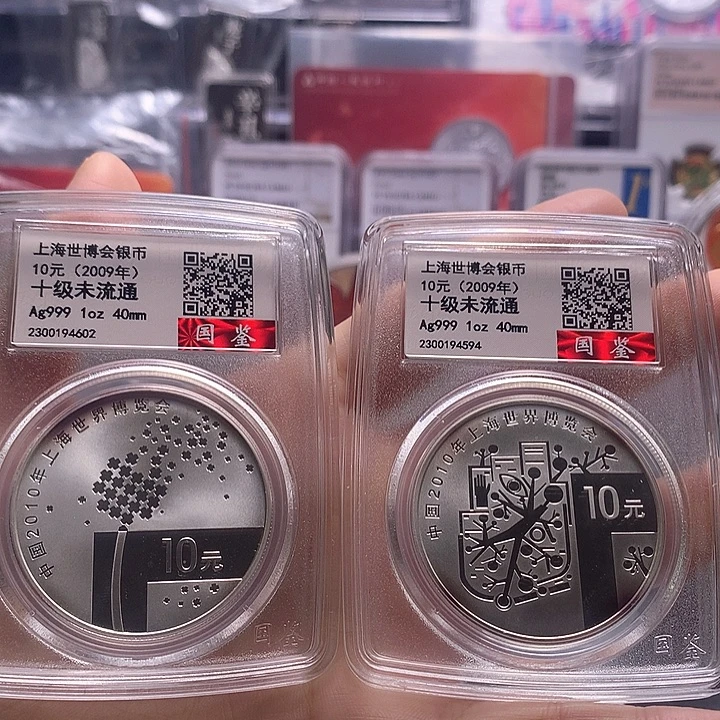 上海世博会银币
10元（2009年）
十级未流通
Ag999 1oz 40mm
2300194602
国鉴
中国2010年上海世界博览会
10元
国鉴
上海世博会银币
10元（2009年）
十级未流通
Ag999 1oz 40mm
2300194594
国鉴
中国2010年上海世界博览会
10元
国鉴